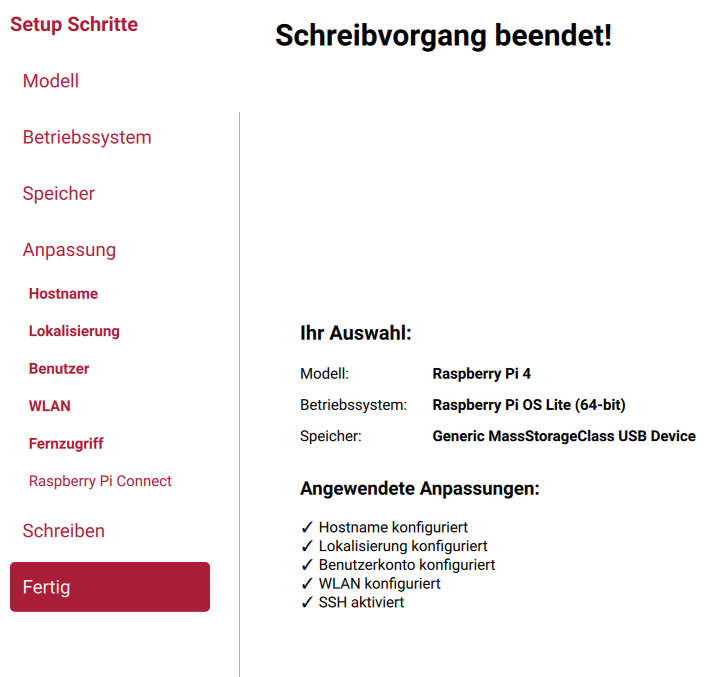 Setup Schritte
Schreibvorgang beendet!
Modell
Betriebssystem
Speicher
Anpassung
Hostname
Lokalisierung
Benutzer
WLAN
Fernzugriff
Raspberry Pi Connect
Schreiben
Fertig
Ihr Auswahl:
Modell: Raspberry Pi 4
Betriebssystem: Raspberry Pi OS Lite (64-bit)
Speicher: Generic MassStorageClass USB Device
Angewendete Anpassungen:
✓ Hostname konfiguriert
✓ Lokalisierung konfiguriert
✓ Benutzerkonto konfiguriert
✓ WLAN konfiguriert
✓ SSH aktiviert